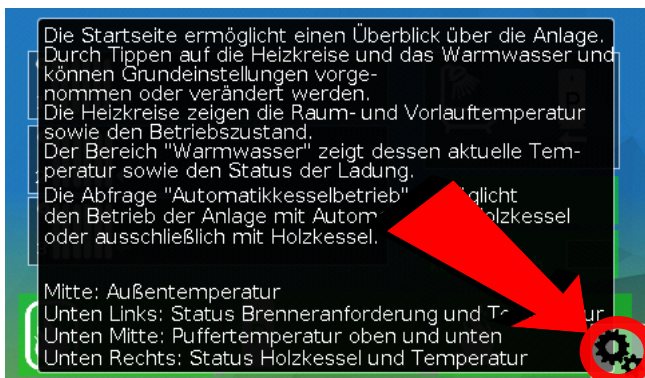 Die Startseite ermöglicht einen Überblick über die Anlage.
Durch Tippen auf die Heizkreise und das Warmwasser und
können Grundeinstellungen vorge-
nommen oder verändert werden.
Die Heizkreise zeigen die Raum- und Vorlauftemperatur
sowie den Betriebszustand.
Der Bereich "Warmwasser" zeigt dessen aktuelle Tem-
peratur sowie den Status der Ladung.
Die Abfrage "Automatikkesselbetrieb"
den Betrieb der Anlage mit
oder ausschließlich mit Holzkessel.
Mitte: Außentemperatur
Unten Links: Status Brenneranforderung und
Unten Mitte: Puffertemperatur oben und unten
Unten Rechts: Status Holzkessel und Temperatur